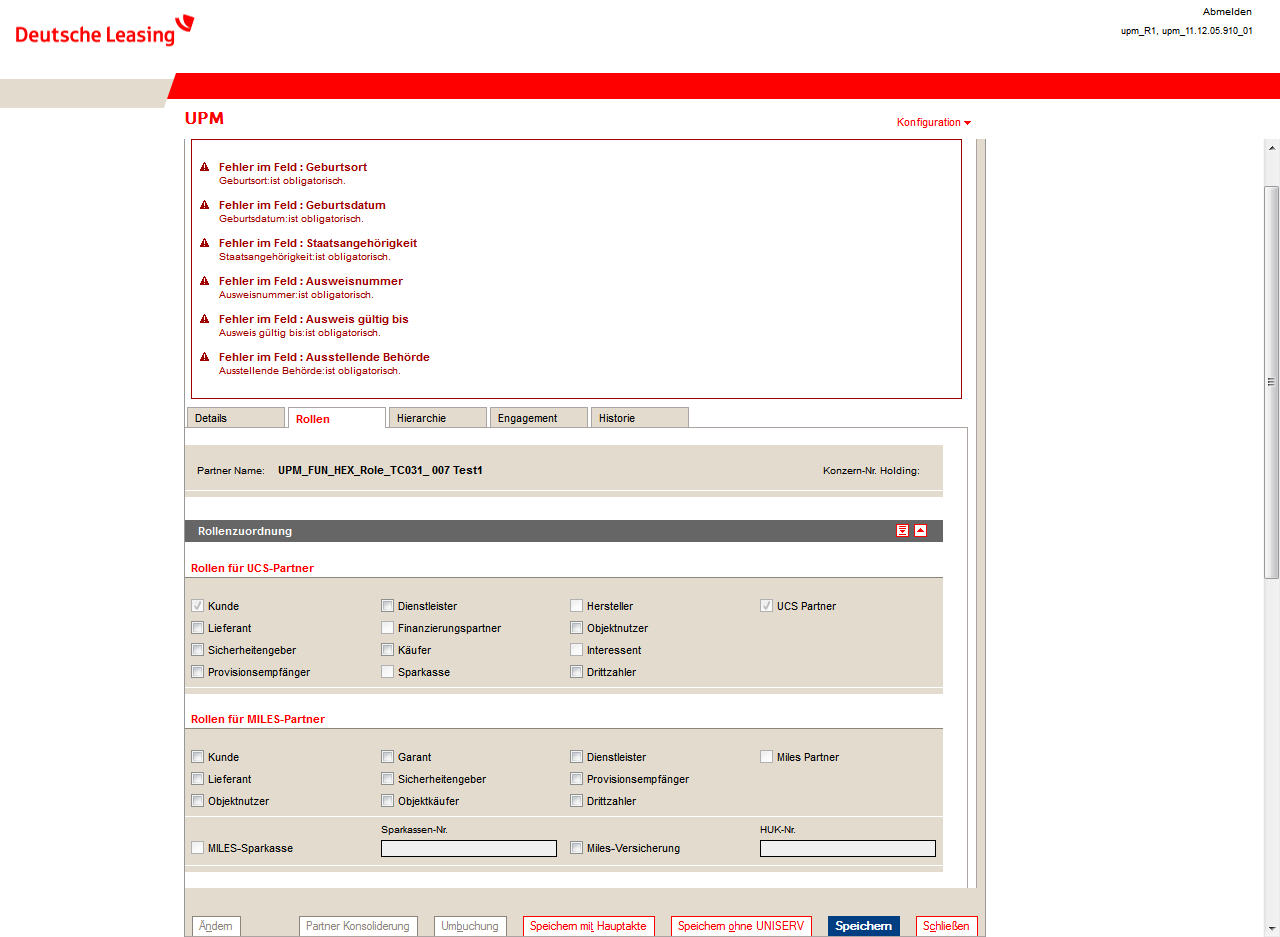 Deutsche Leasing
Abmelden
upm_R1, upm_11.12.05.910_01
UPM
Konfiguration
Fehler im Feld : Geburtsort
Geburtsort:ist obligatorisch.
Fehler im Feld : Geburtsdatum
Geburtsdatum:ist obligatorisch.
Fehler im Feld : Staatsangehörigkeit
Staatsangehörigkeit:ist obligatorisch.
Fehler im Feld : Ausweisnummer
Ausweisnummer:ist obligatorisch.
Fehler im Feld : Ausweis gültig bis
Ausweis gültig bis:ist obligatorisch.
Fehler im Feld : Ausstellende Behörde
Ausstellende Behörde:ist obligatorisch.
Details Rollen Hierarchie Engagement Historie
Partner Name: UPM_FUN_HEX_Role_TC031_ 007 Test1 Konzern-Nr. Holding:
Rollenzuordnung
Rollen für UCS-Partner
Kunde Dienstleister Hersteller UCS Partner
Lieferant Finanzierungspartner Objektnutzer
Sicherheitengeber Käufer Interessent
Provisionsempfänger Sparkasse Drittzahler
Rollen für MILES-Partner
Kunde Garant Dienstleister Miles Partner
Lieferant Sicherheitengeber Provisionsempfänger
Objektnutzer Objektkäufer Drittzahler
Sparkassen-Nr. HUK-Nr.
MILES-Sparkasse Miles-Versicherung
Ändern Partner Konsoliderung Umbuchung Speichern mit Hauptakte Speichern ohne UNISERV Speichern Schließen